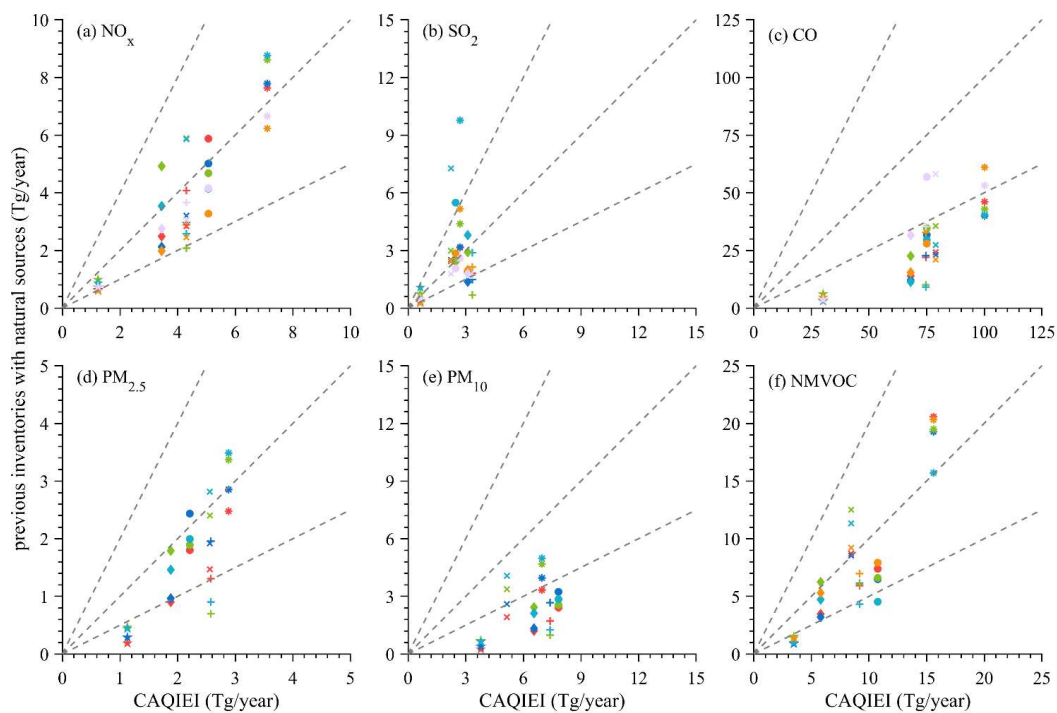 previous inventories with natural sources (Tg/year)
(a) NOx
10
8
6
4
2
0
0 2 4 6 8 10
(b) SO2
15
12
9
6
3
0
0 3 6 9 12 15
(c) CO
125
100
75
50
25
0
0 25 50 75 100 125
(d) PM2.5
5
4
3
2
1
0
0 1 2 3 4 5
CAQIEI (Tg/year)
(e) PM10
15
12
9
6
3
0
0 3 6 9 12 15
CAQIEI (Tg/year)
(f) NMVOC
25
20
15
10
5
0
0 5 10 15 20 25
CAQIEI (Tg/year)